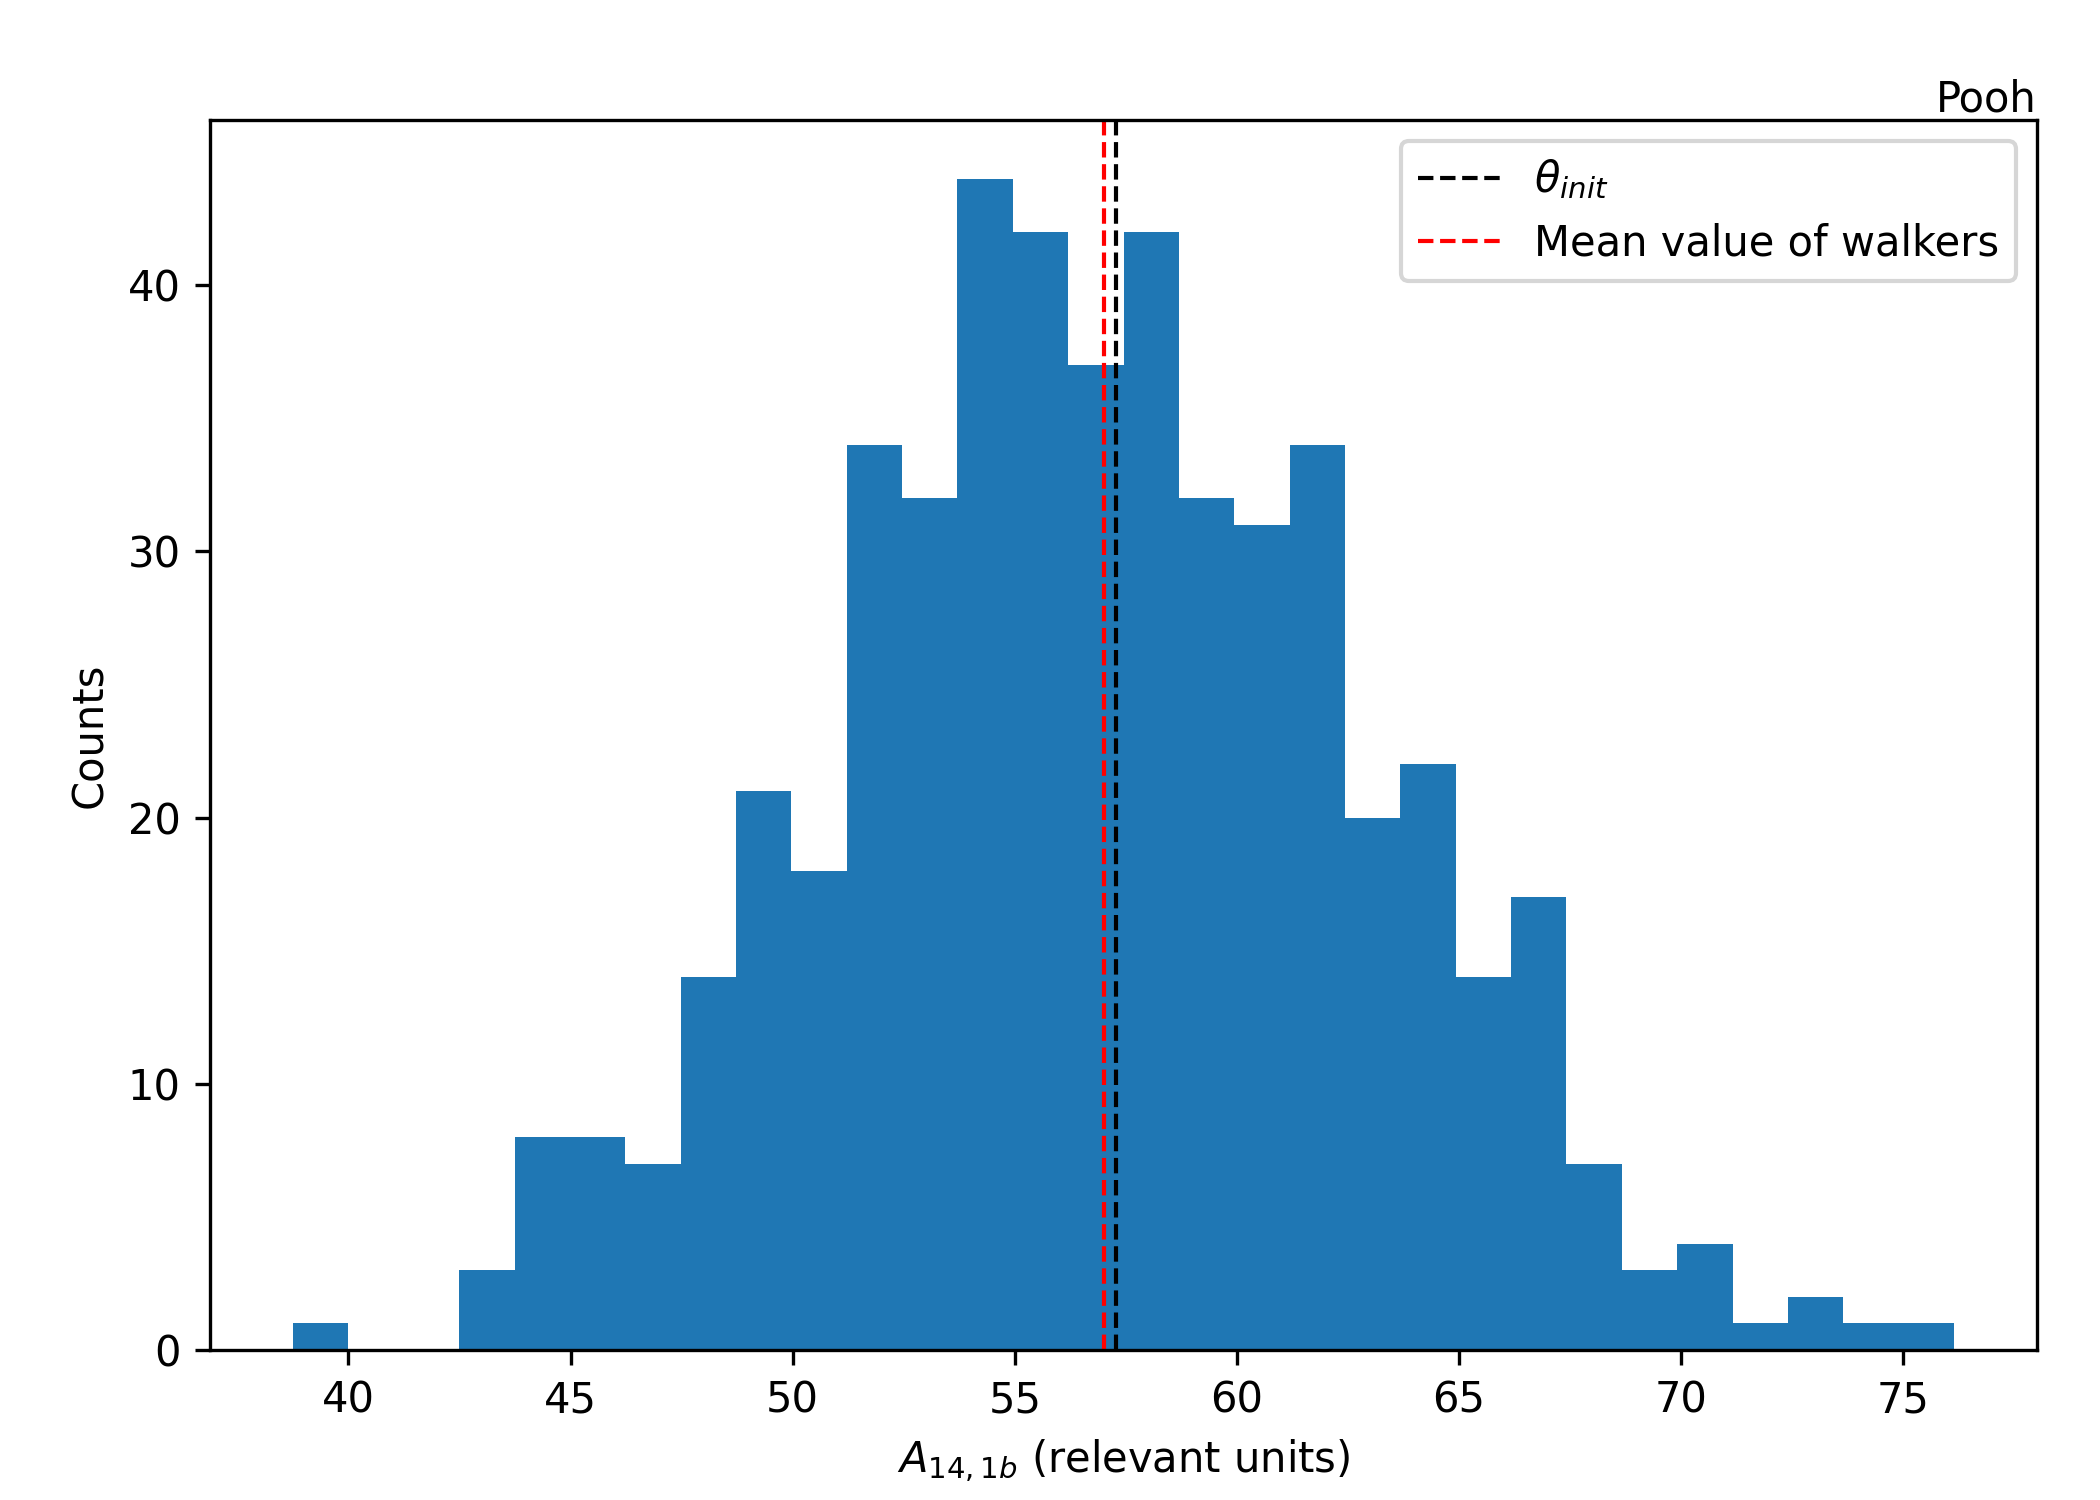 Pooh
θ_init
Mean value of walkers
Counts
40
30
20
10
0
40 45 50 55 60 65 70 75
A_14,1b (relevant units)